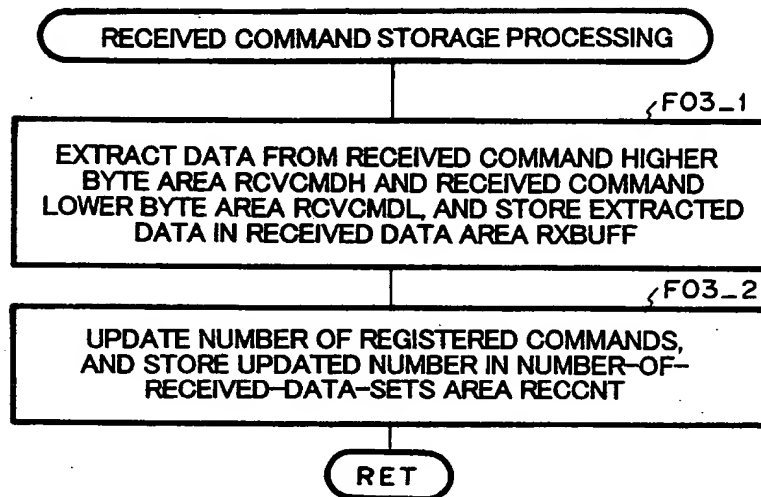 RECEIVED COMMAND STORAGE PROCESSING
F03_1
EXTRACT DATA FROM RECEIVED COMMAND HIGHER
BYTE AREA RCVCMDH AND RECEIVED COMMAND
LOWER BYTE AREA RCVCMDL, AND STORE EXTRACTED
DATA IN RECEIVED DATA AREA RXBUFF
F03_2
UPDATE NUMBER OF REGISTERED COMMANDS,
AND STORE UPDATED NUMBER IN NUMBER-OF-
RECEIVED-DATA-SETS AREA RECCNT
RET